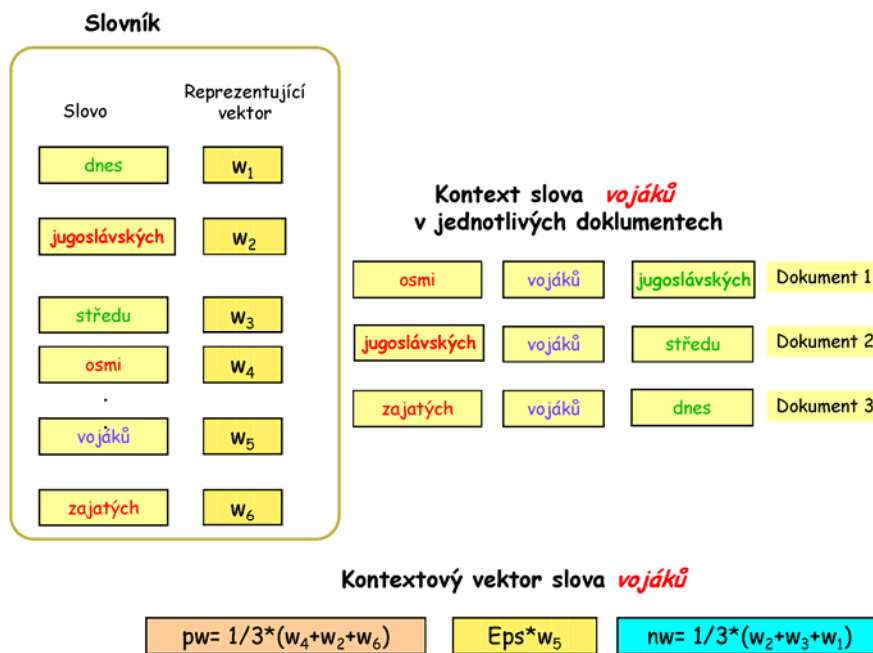 Slovník
Slovo
Reprezentující
vektor
dnes
w1
jugoslávských
w2
středu
w3
osmi
w4
.
.
vojáků
w5
zajatých
w6
Kontext slova vojáků
v jednotlivých doklumentech
osmi vojáků jugoslávských Dokument 1
jugoslávských vojáků středu Dokument 2
zajatých vojáků dnes Dokument 3
Kontextový vektor slova vojáků
pw= 1/3*(w4+w2+w6) Eps*w5 nw= 1/3*(w2+w3+w1)